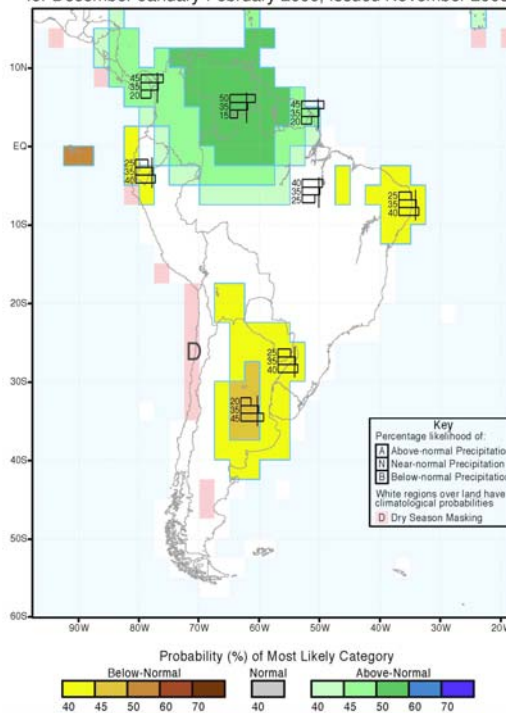 10N
EQ
10S
20S
30S
40S
50S
60S
90W
80W
70W
60W
50W
40W
30W
45
35
20
50
35
15
45
35
20
25
35
40
40
35
25
25
35
40
D
25
35
40
20
35
45
Key
Percentage likelihood of:
A Above-normal Precipitation
N Near-normal Precipitation
B Below-normal Precipitation
White regions over land have
climatological probabilities
D Dry Season Masking
Probability (%) of Most Likely Category
Below-Normal Normal Above-Normal
40 45 50 60 70 40 40 45 50 60 70